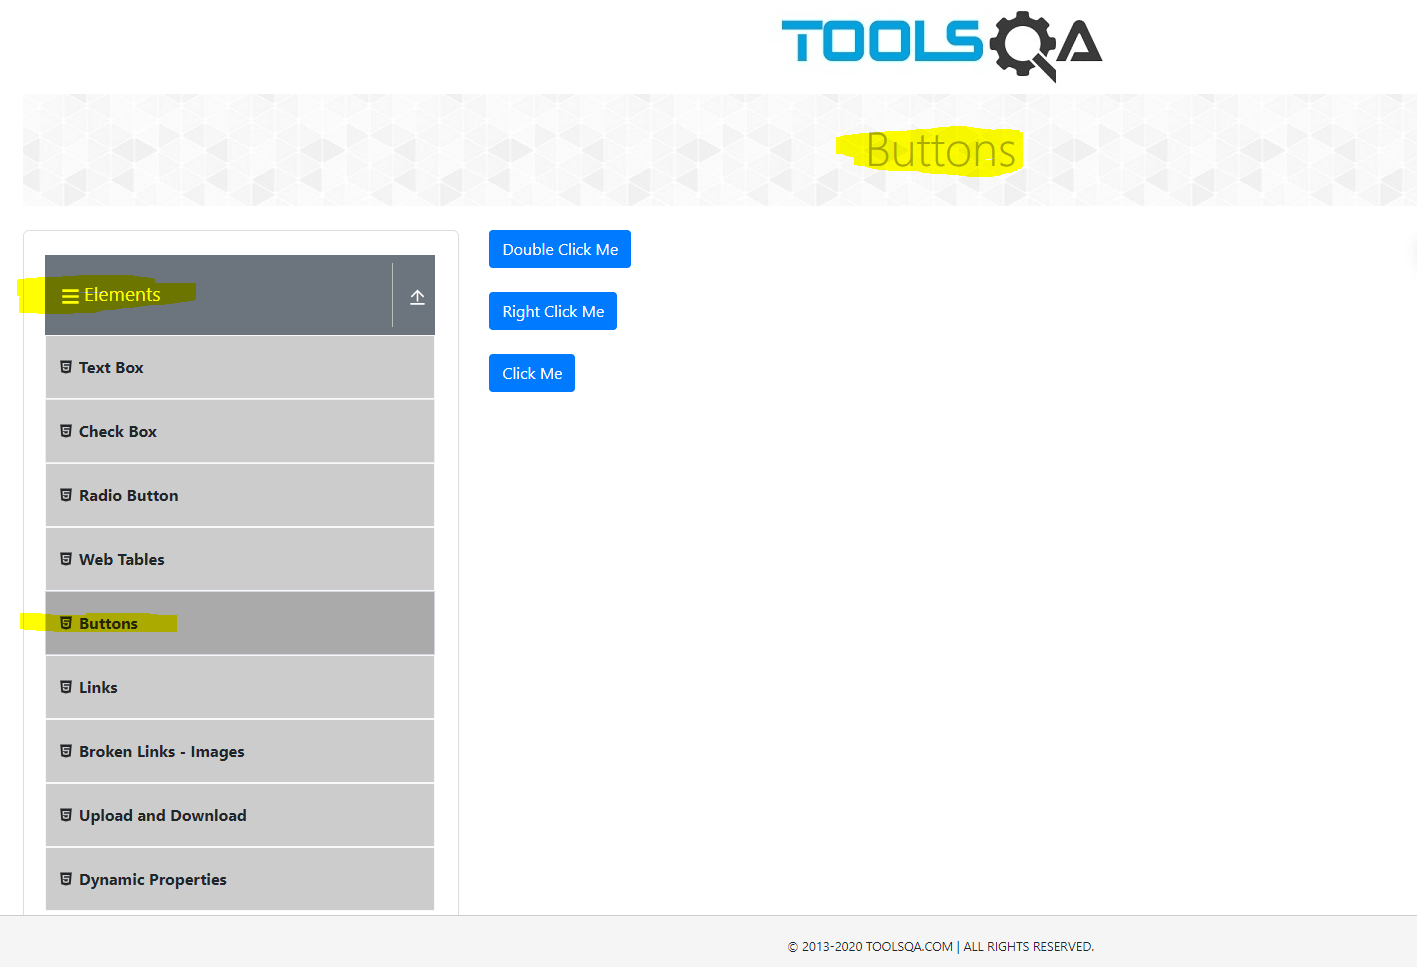 TOOLSQA
Buttons
Elements
Text Box
Check Box
Radio Button
Web Tables
Buttons
Links
Broken Links - Images
Upload and Download
Dynamic Properties
Double Click Me
Right Click Me
Click Me
© 2013-2020 TOOLSQA.COM | ALL RIGHTS RESERVED.